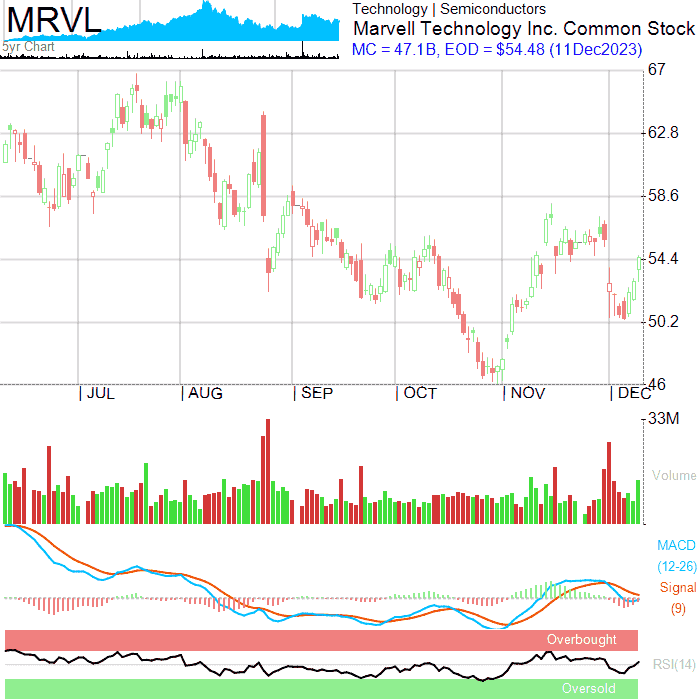 MRVL
5yr Chart
Technology | Semiconductors
Marvell Technology Inc. Common Stock
MC = 47.1B, EOD = $54.48 (11Dec2023)
67
62.8
58.6
54.4
50.2
46
JUL AUG SEP OCT NOV DEC
33M
Volume
MACD
(12-26)
Signal
(9)
Overbought
RSI(14)
Oversold